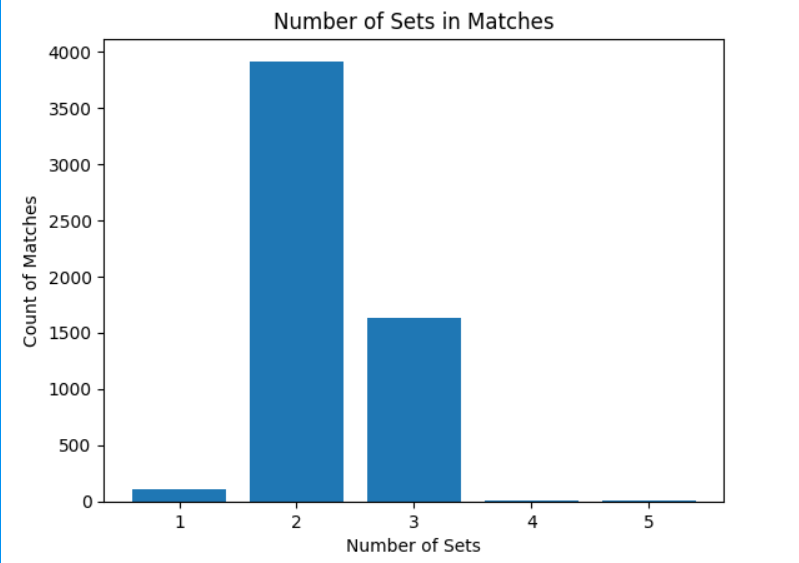 Number of Sets in Matches
4000
3500
3000
2500
2000
1500
1000
500
0
Count of Matches
1 2 3 4 5
Number of Sets